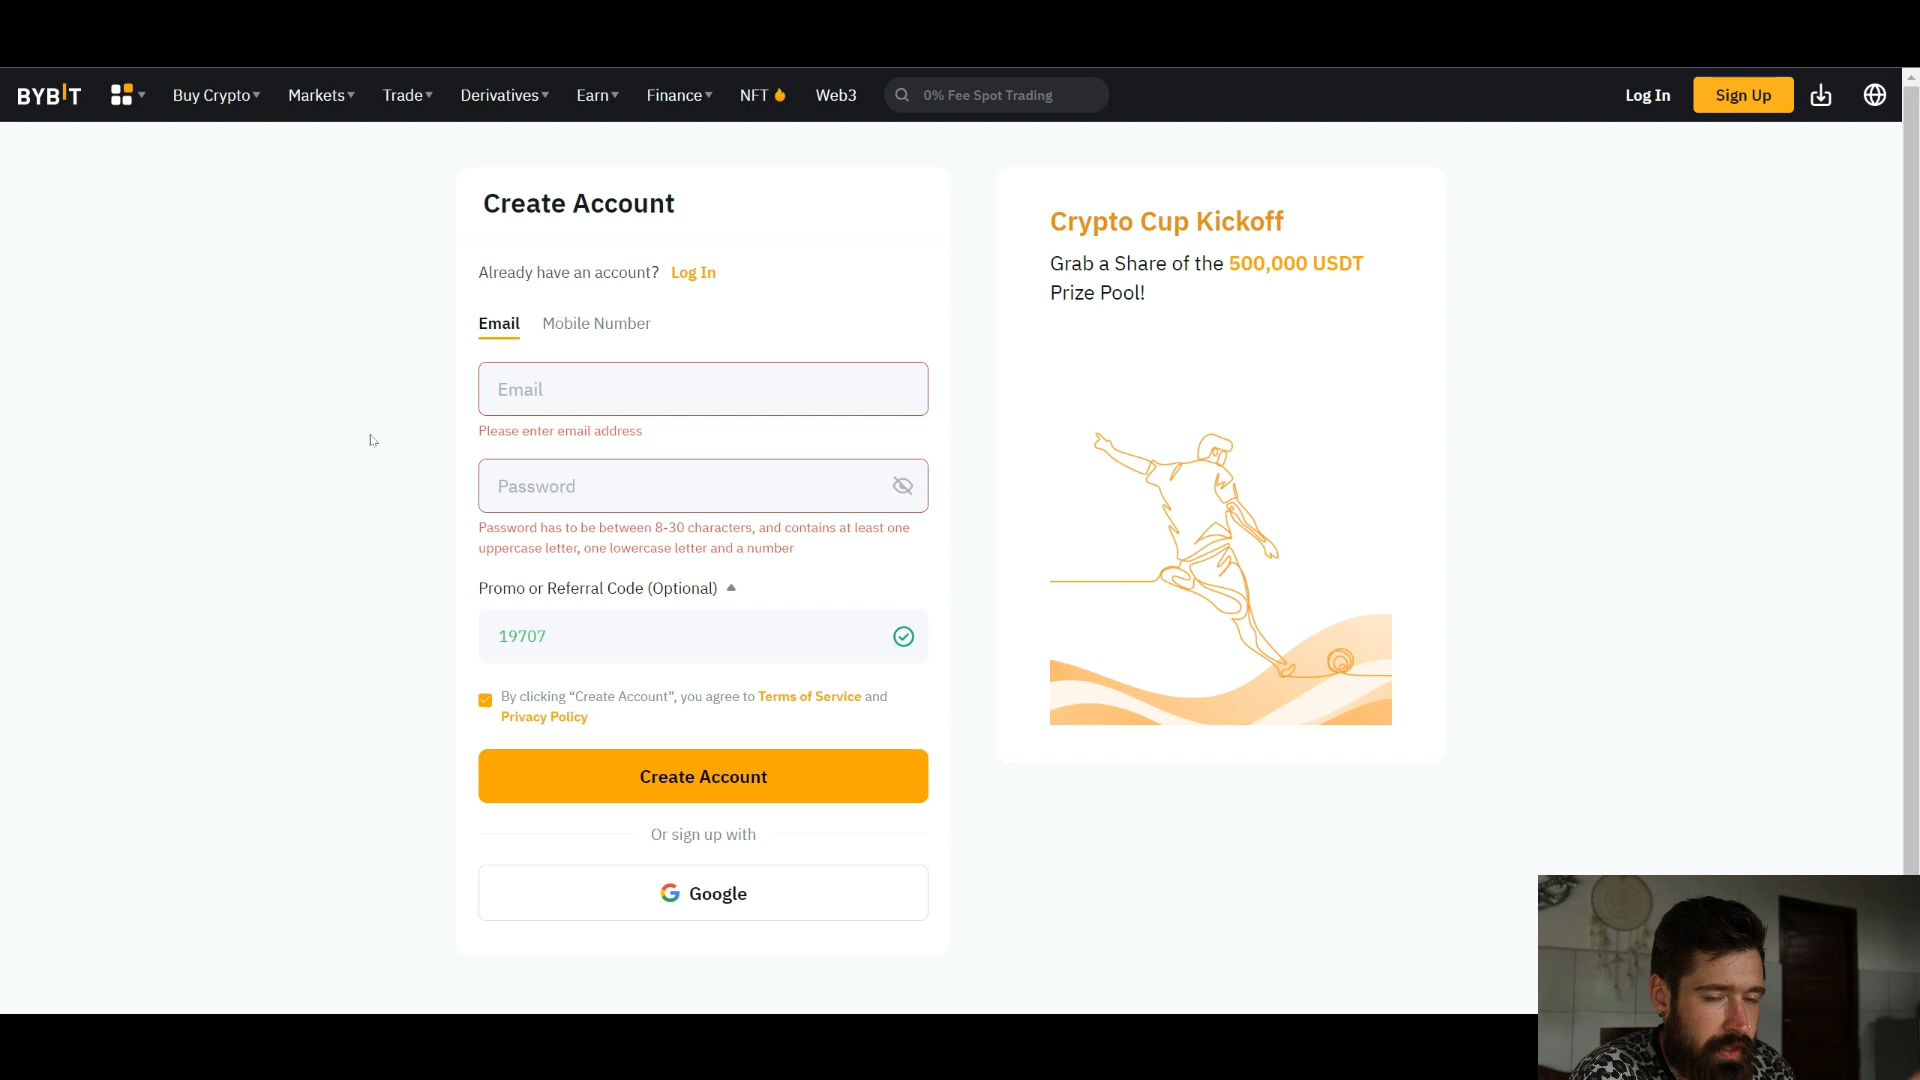 BYBIT
Buy Crypto Markets Trade Derivatives Earn Finance NFT Web3 0% Fee Spot Trading Log In Sign Up
Create Account
Already have an account? Log In
Email Mobile Number
Email
Please enter email address
Password
Password has to be between 8-30 characters, and contains at least one
uppercase letter, one lowercase letter and a number
Promo or Referral Code (Optional)
19707
By clicking “Create Account”, you agree to Terms of Service and
Privacy Policy
Create Account
Or sign up with
Google
Crypto Cup Kickoff
Grab a Share of the 500,000 USDT
Prize Pool!